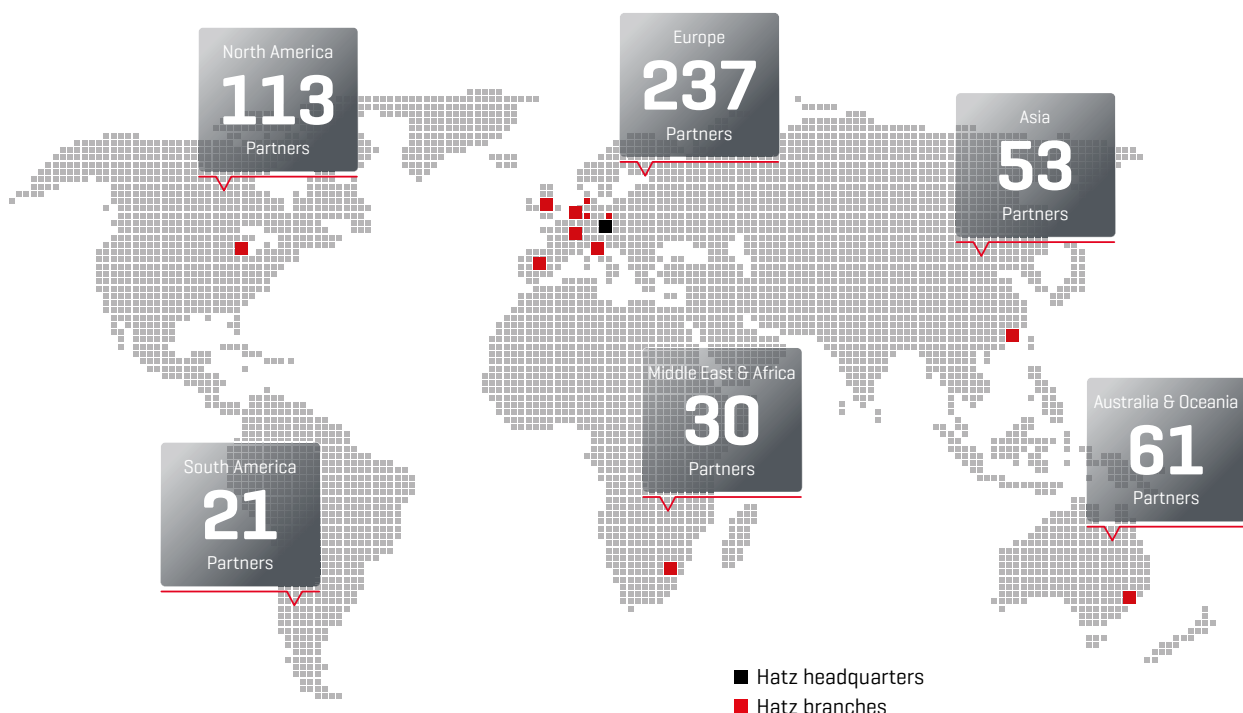 North America
113
Partners
Europe
237
Partners
Asia
53
Partners
Middle East & Africa
30
Partners
Australia & Oceania
61
Partners
South America
21
Partners
Hatz headquarters
Hatz branches